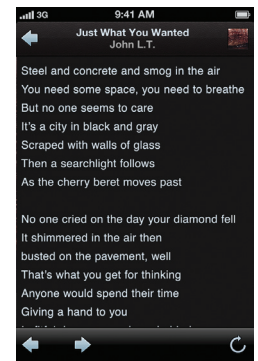 3G
9:41 AM
Just What You Wanted
John L.T.
Steel and concrete and smog in the air
You need some space, you need to breathe
But no one seems to care
It's a city in black and gray
Scraped with walls of glass
Then a searchlight follows
As the cherry beret moves past
No one cried on the day your diamond fell
It shimmered in the air then
busted on the pavement, well
That's what you get for thinking
Anyone would spend their time
Giving a hand to you